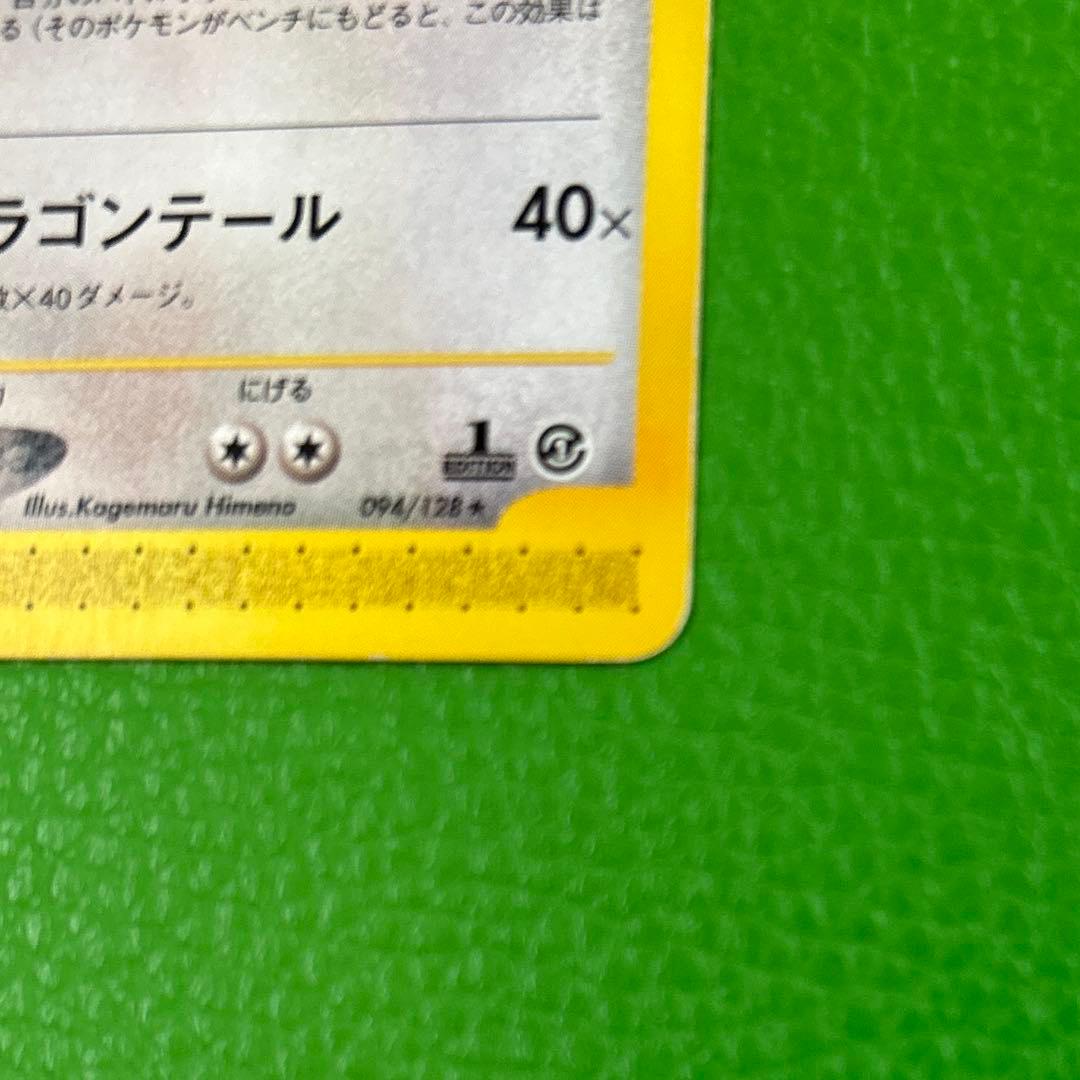 る(そのポケモンがベンチにもどると、この効果は
ラゴンテール 40×
数×40ダメージ。
にげる
1
EDITION
Illus.Kagemaru Himeno 094/128★